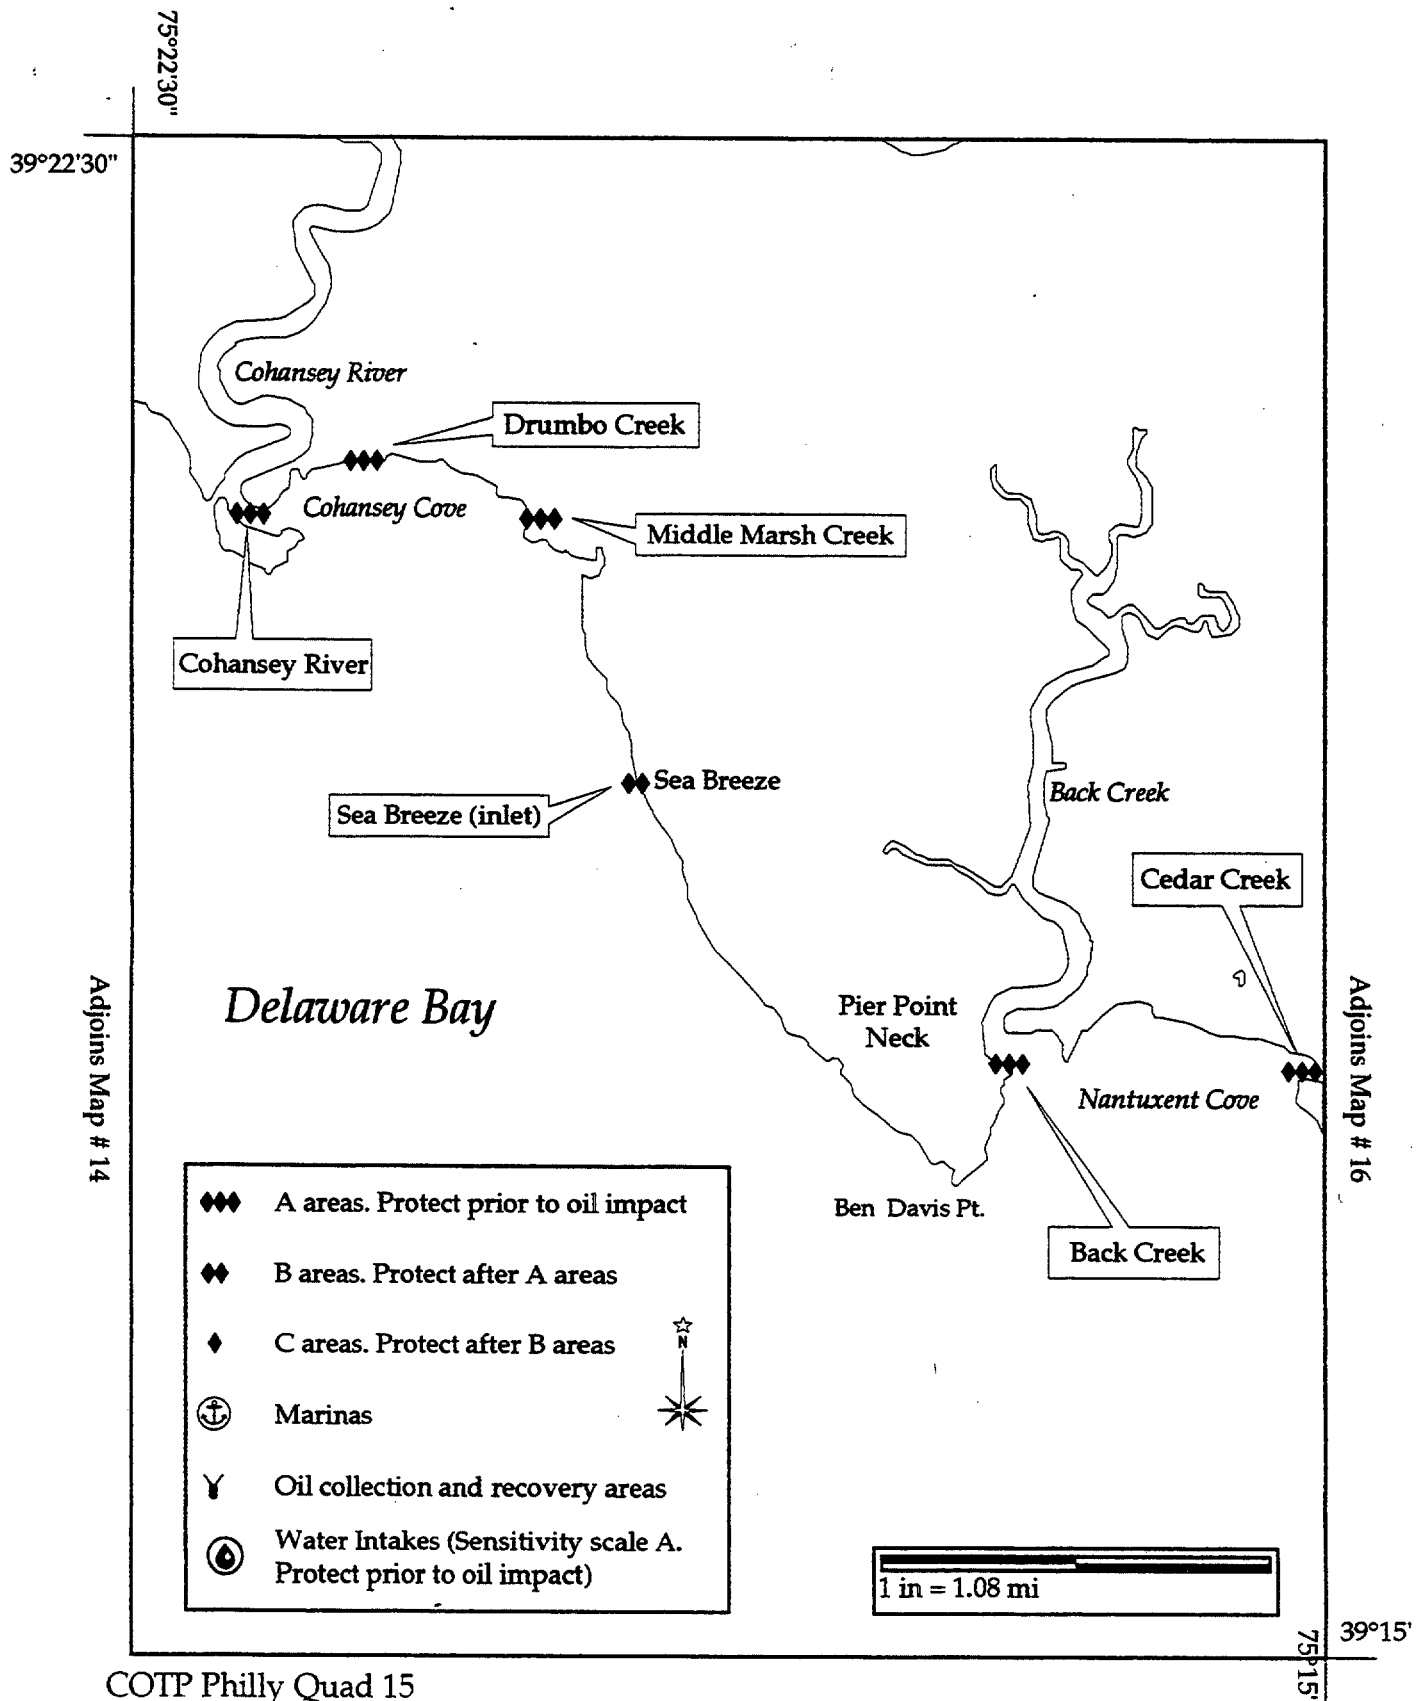 75°22'30"
39°22'30"
Cohansey River
Drumbo Creek
Cohansey Cove
Middle Marsh Creek
Cohansey River
Sea Breeze
Sea Breeze (inlet)
Back Creek
Cedar Creek
Delaware Bay
Pier Point
Neck
Adjoins Map # 14
Adjoins Map # 16
Nantuxent Cove
Ben Davis Pt.
Back Creek
A areas. Protect prior to oil impact
B areas. Protect after A areas
C areas. Protect after B areas
N
Marinas
Oil collection and recovery areas
Water Intakes (Sensitivity scale A.
Protect prior to oil impact)
1 in = 1.08 mi
39°15'
75°15'
COTP Philly Quad 15